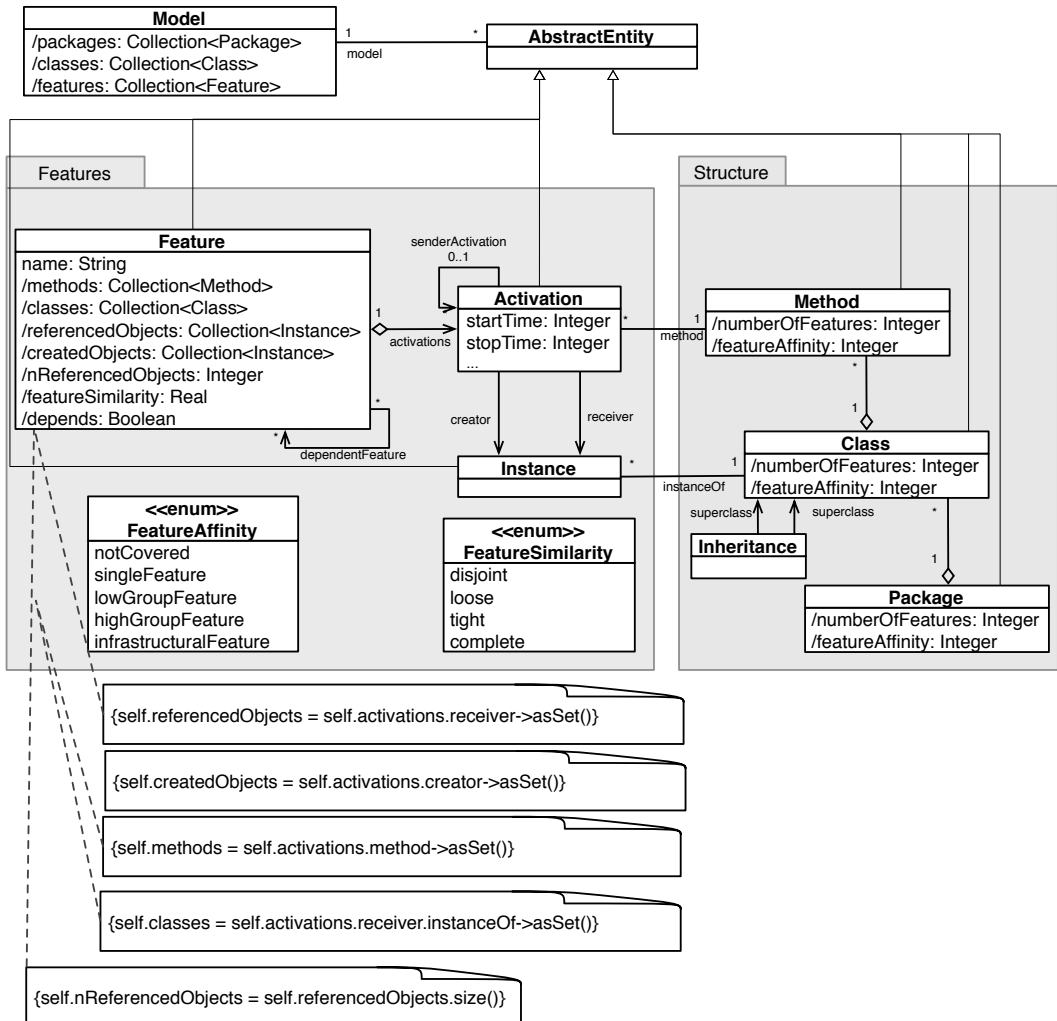 Model
/packages: Collection<Package>
/classes: Collection<Class>
/features: Collection<Feature>
1
*
model
AbstractEntity
Features
Structure
Feature
name: String
/methods: Collection<Method>
/classes: Collection<Class>
/referencedObjects: Collection<Instance>
/createdObjects: Collection<Instance>
/nReferencedObjects: Integer
/featureSimilarity: Real
/depends: Boolean
senderActivation
0..1
1
activations
Activation
startTime: Integer
stopTime: Integer
...
*
1
method
Method
/numberOfFeatures: Integer
/featureAffinity: Integer
*
*
dependentFeature
creator
receiver
*
1
Class
/numberOfFeatures: Integer
/featureAffinity: Integer
Instance
*
1
instanceOf
superclass
superclass
Inheritance
*
1
Package
/numberOfFeatures: Integer
/featureAffinity: Integer
<<enum>>
FeatureAffinity
notCovered
singleFeature
lowGroupFeature
highGroupFeature
infrastructuralFeature
<<enum>>
FeatureSimilarity
disjoint
loose
tight
complete
{self.referencedObjects = self.activations.receiver->asSet()}
{self.createdObjects = self.activations.creator->asSet()}
{self.methods = self.activations.method->asSet()}
{self.classes = self.activations.receiver.instanceOf->asSet()}
{self.nReferencedObjects = self.referencedObjects.size()}